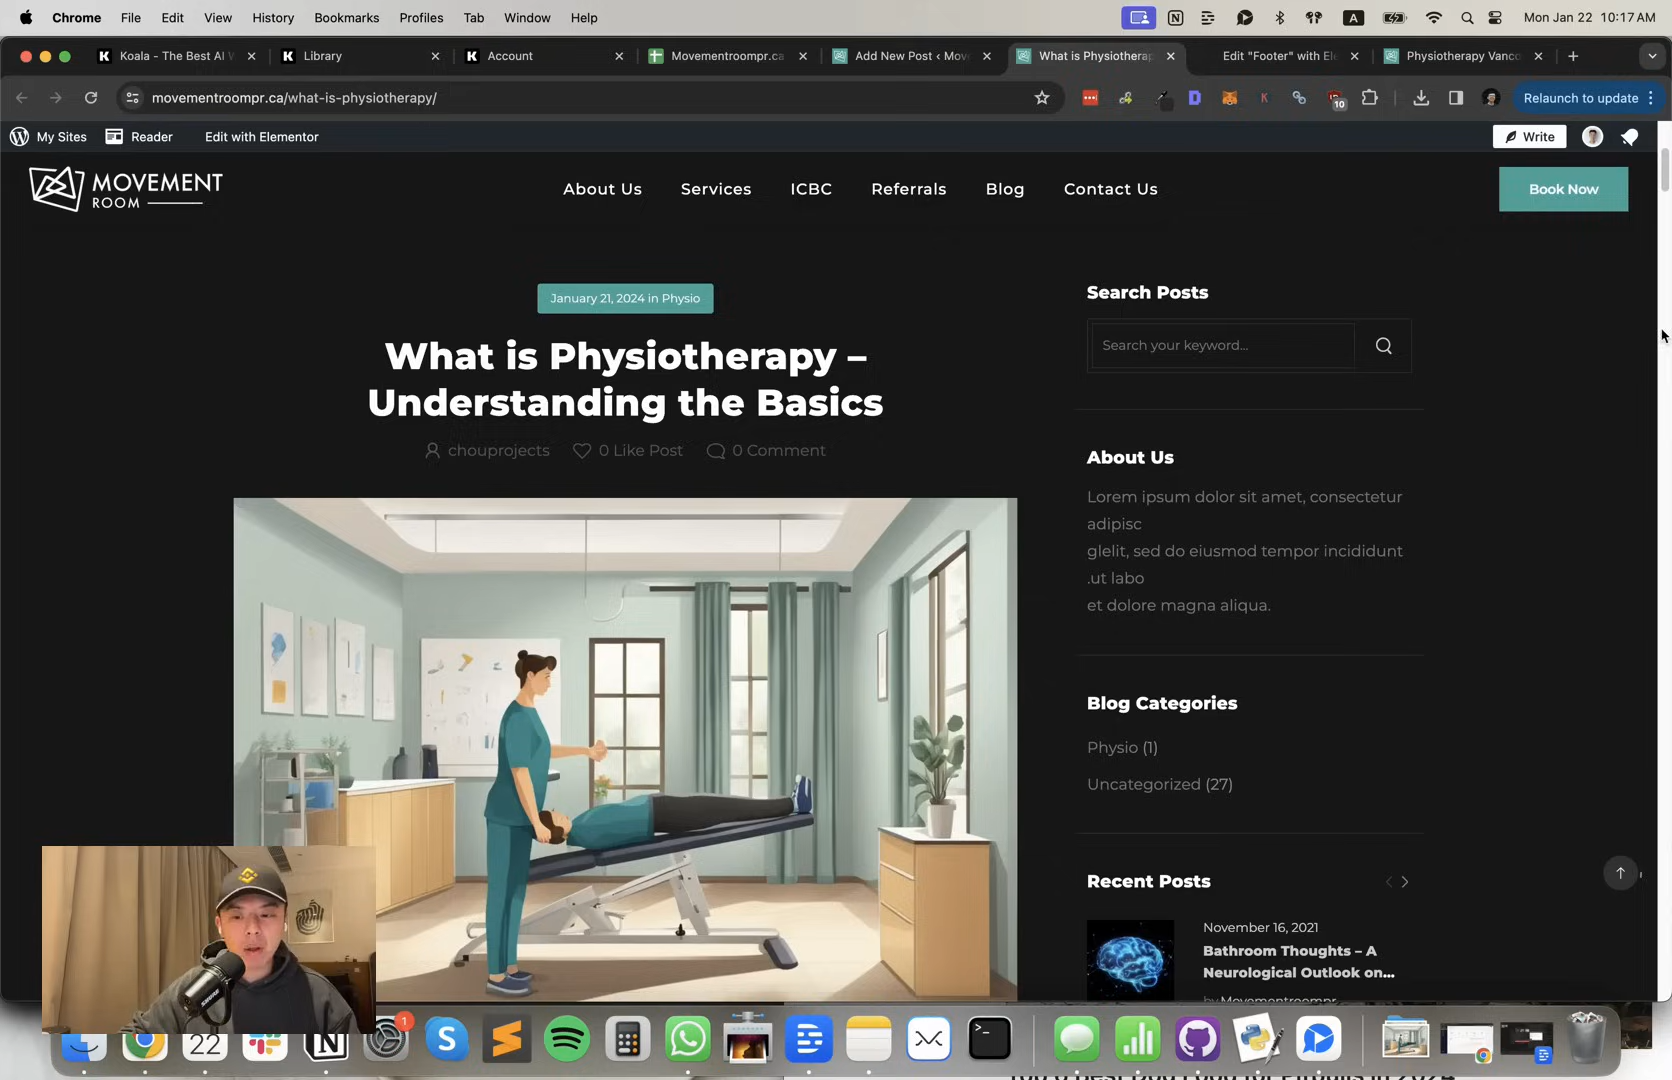 Chrome File Edit View History Bookmarks Profiles Tab Window Help
A
Mon Jan 22 10:17 AM
Koala - The Best AI W
Library
Account
Movementroompr.ca
Add New Post ‹ Mov
What is Physiotherap
Edit "Footer" with Ele
Physiotherapy Vanco
movementroompr.ca/what-is-physiotherapy/
10
Relaunch to update
My Sites
Reader
Edit with Elementor
Write
MOVEMENT
ROOM
About Us
Services
ICBC
Referrals
Blog
Contact Us
Book Now
January 21, 2024 in Physio
What is Physiotherapy –
Understanding the Basics
chouprojects
0 Like Post
0 Comment
Search Posts
Search your keyword...
About Us
Lorem ipsum dolor sit amet, consectetur
adipisc
glelit, sed do eiusmod tempor incididunt
.ut labo
et dolore magna aliqua.
Blog Categories
Physio (1)
Uncategorized (27)
Recent Posts
November 16, 2021
Bathroom Thoughts – A
Neurological Outlook on...
by Movementroompr
SHURE
1
22